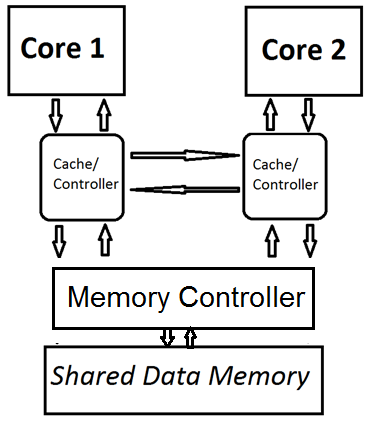 Core 1
Core 2
Cache/
Controller
Cache/
Controller
Memory Controller
Shared Data Memory